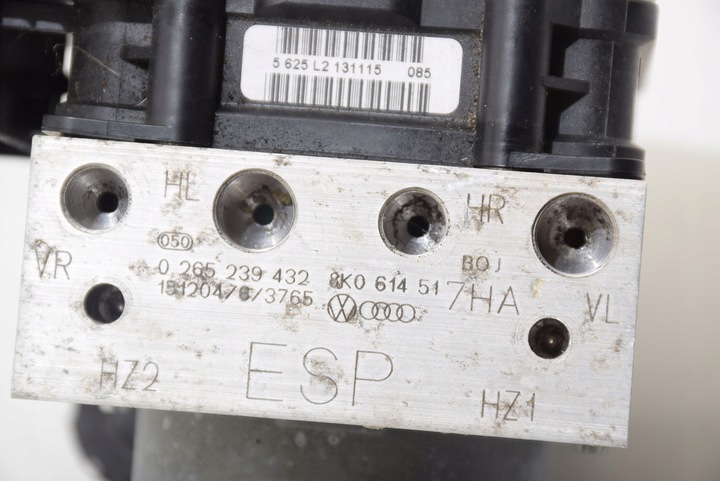 5 625 L2 131115 085
HL HR
050
VR BOJ
0 265 239 432 8K0 614 517HA
VL
HZ2 ESP HZ1